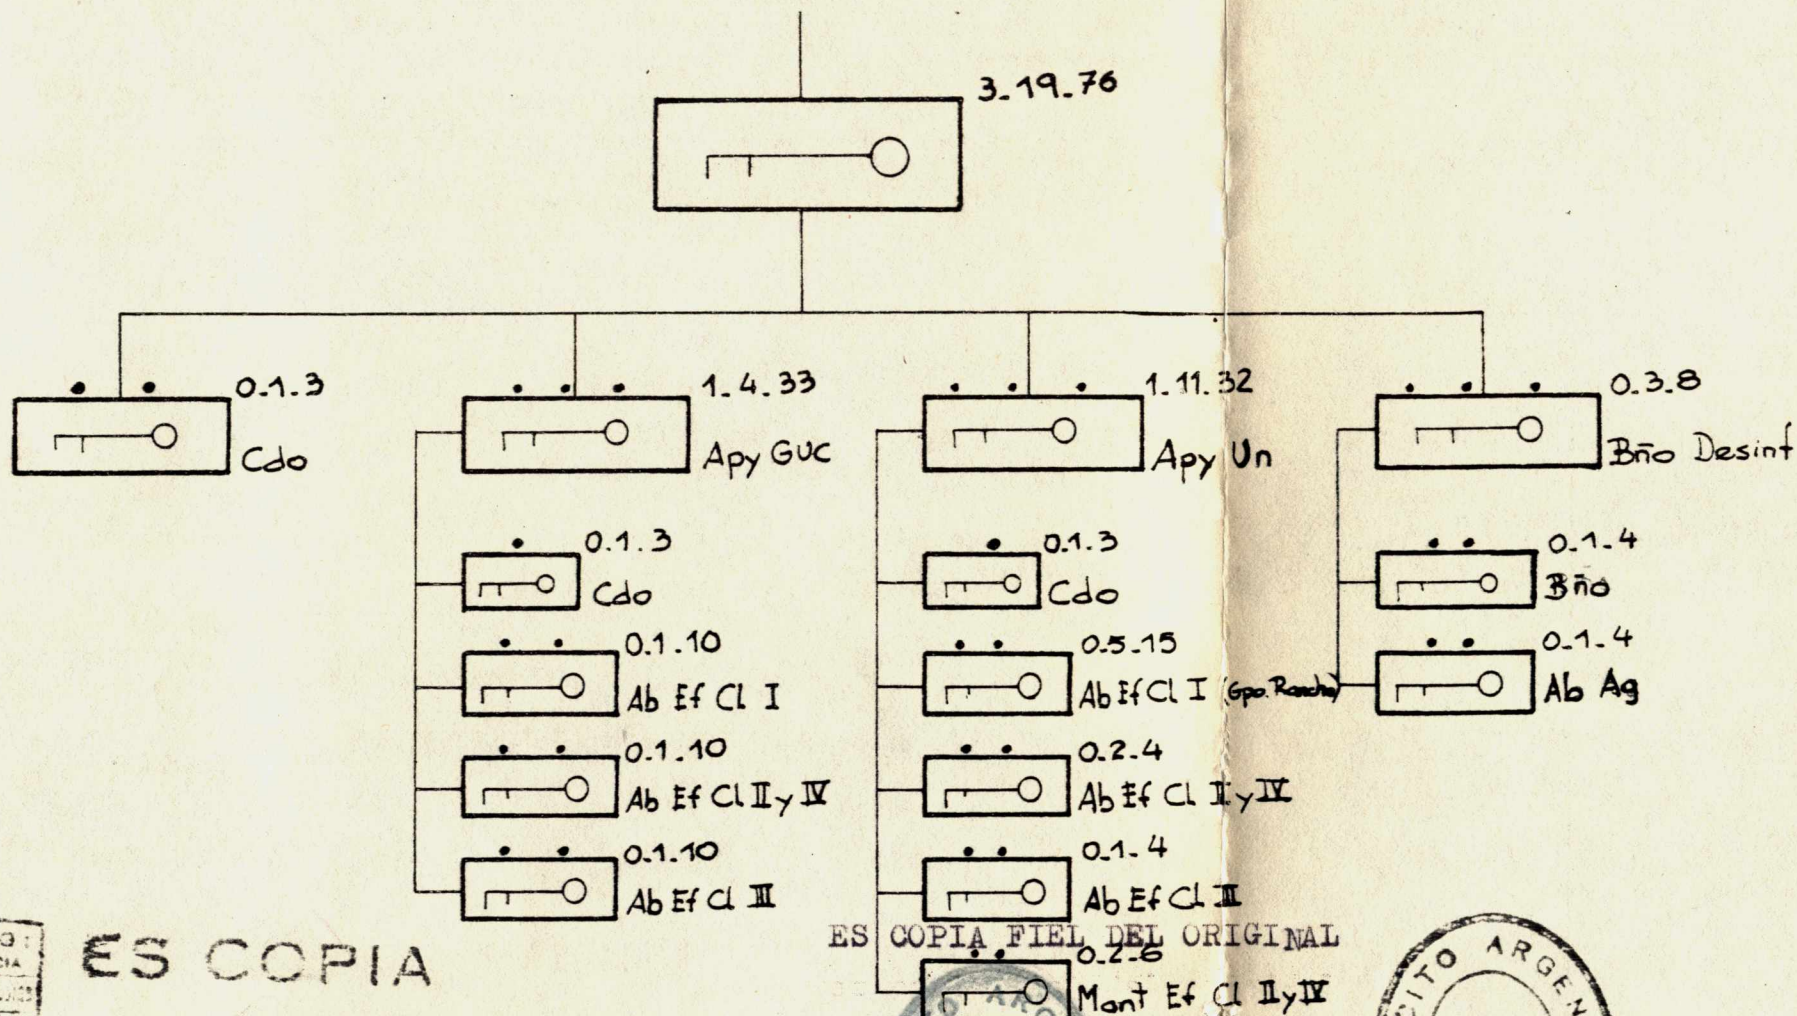 3-19-76
0.1.3
Cdo
1.4.33
Apy GUC
1.11.32
Apy Un
0.3.8
Bño Desinf
0.1.3
Cdo
0.1.3
Cdo
0.1.4
Bño
0.1.10
Ab Ef Cl I
0.5.15
Ab Ef Cl I (Gpo. Rancho)
0.1.4
Ab Ag
0.1.10
Ab Ef Cl II y IV
0.2.4
Ab Ef Cl II y IV
0.1.10
Ab Ef Cl III
0.1.4
Ab Ef Cl III
ES COPIA FIEL DEL ORIGINAL
0.2.6
Mant Ef Cl II y IV
ES COPIA